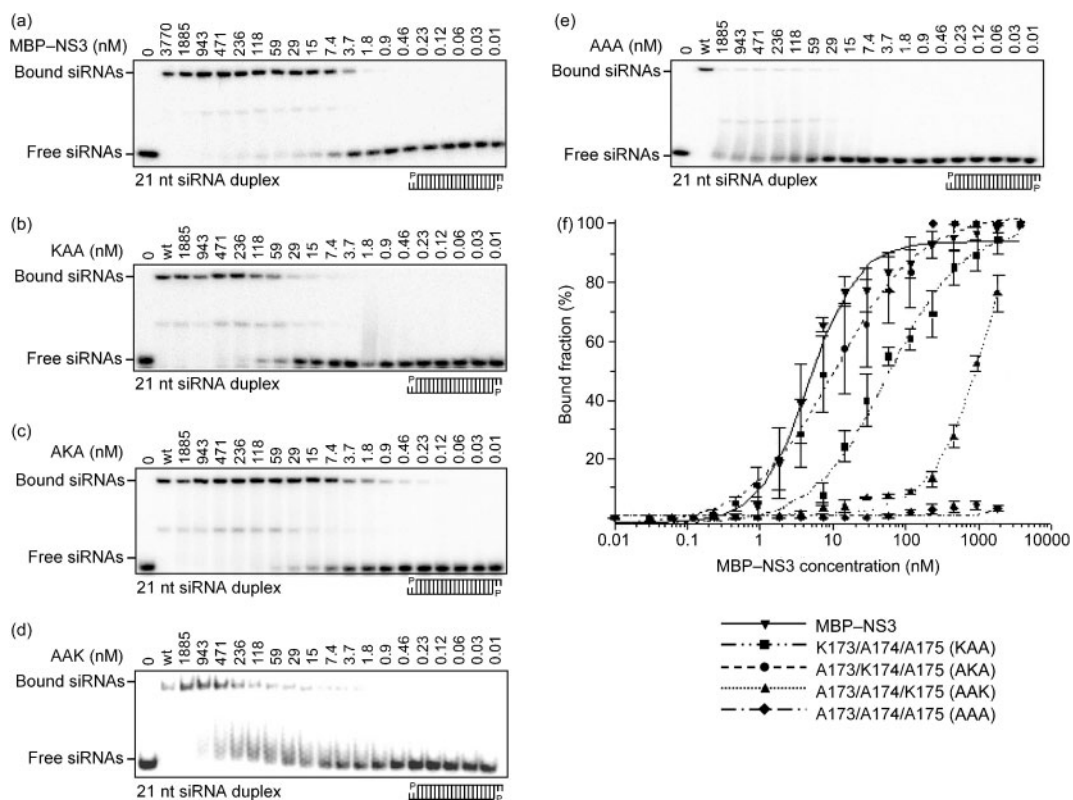 (a)
MBP–NS3 (nM)
0 3770 1885 943 471 236 118 59 29 15 7.4 3.7 1.8 0.9 0.46 0.23 0.12 0.06 0.03 0.01
Bound siRNAs
Free siRNAs
21 nt siRNA duplex
P
P
(b)
KAA (nM)
0 wt 1885 943 471 236 118 59 29 15 7.4 3.7 1.8 0.9 0.46 0.23 0.12 0.06 0.03 0.01
Bound siRNAs
Free siRNAs
21 nt siRNA duplex
P
P
(c)
AKA (nM)
0 wt 1885 943 471 236 118 59 29 15 7.4 3.7 1.8 0.9 0.46 0.23 0.12 0.06 0.03 0.01
Bound siRNAs
Free siRNAs
21 nt siRNA duplex
P
P
(d)
AAK (nM)
0 wt 1885 943 471 236 118 59 29 15 7.4 3.7 1.8 0.9 0.46 0.23 0.12 0.06 0.03 0.01
Bound siRNAs
Free siRNAs
21 nt siRNA duplex
P
P
(e)
AAA (nM)
0 wt 1885 943 471 236 118 59 29 15 7.4 3.7 1.8 0.9 0.46 0.23 0.12 0.06 0.03 0.01
Bound siRNAs
Free siRNAs
21 nt siRNA duplex
P
P
(f)
Bound fraction (%)
100
80
60
40
20
0.01 0.1 1 10 100 1000 10000
MBP–NS3 concentration (nM)
MBP–NS3
K173/A174/A175 (KAA)
A173/K174/A175 (AKA)
A173/A174/K175 (AAK)
A173/A174/A175 (AAA)